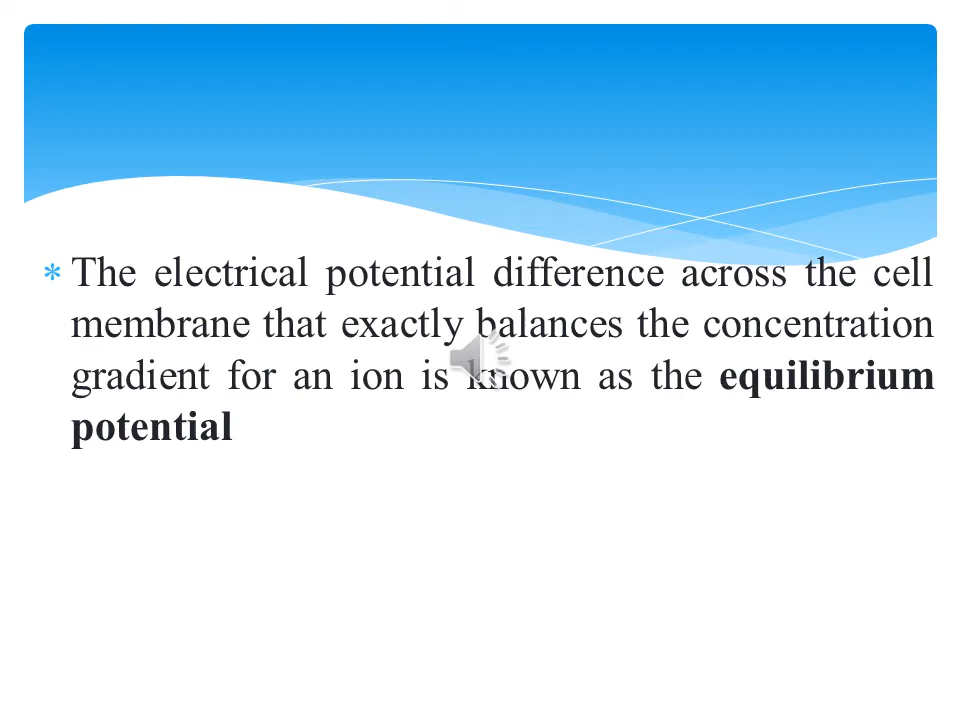 * The electrical potential difference across the cell
membrane that exactly balances the concentration
gradient for an ion is known as the equilibrium
potential